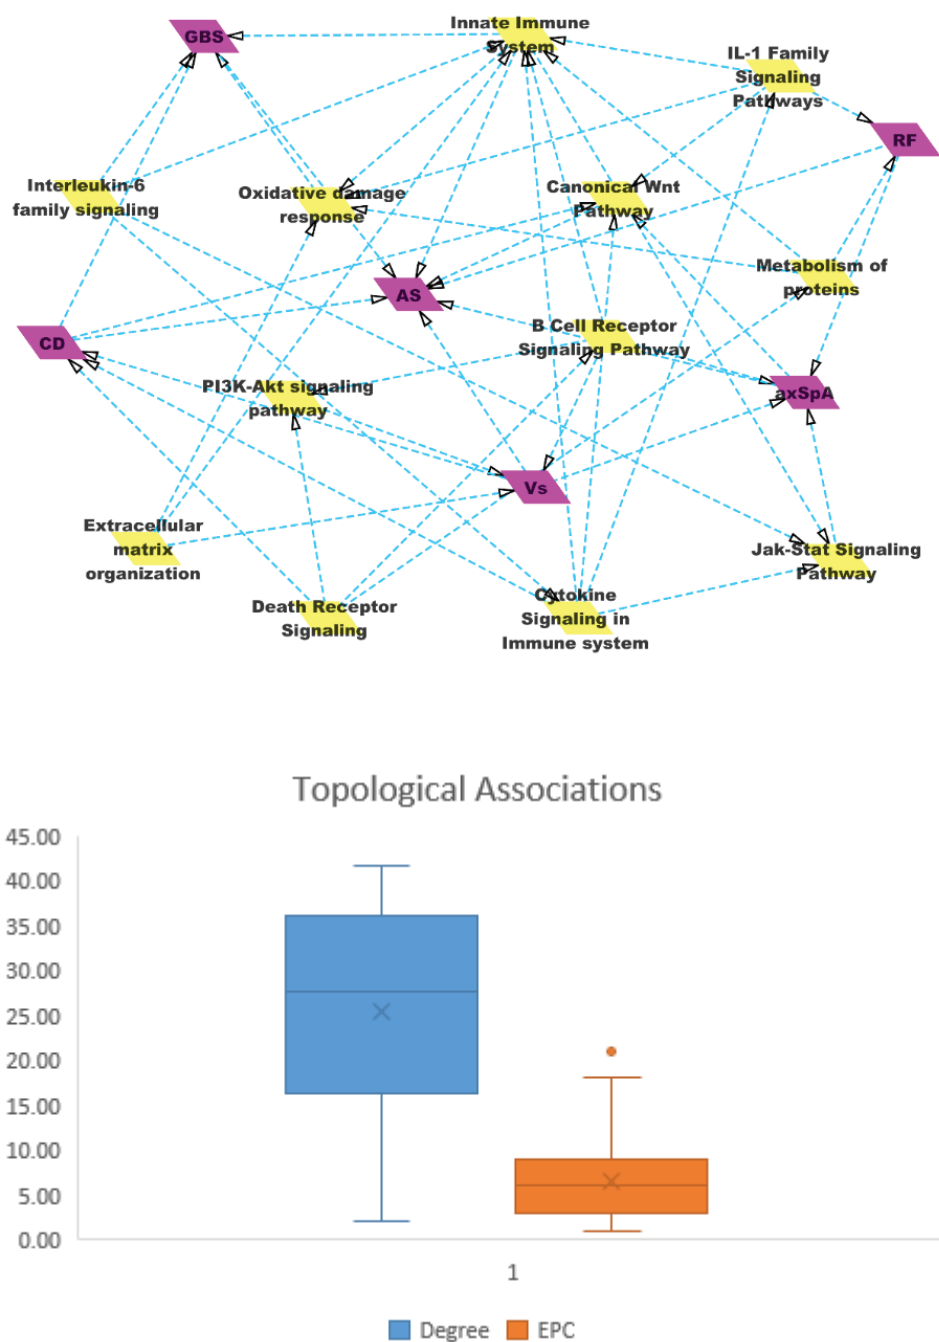 GBS
Innate Immune
System
IL-1 Family
Signaling
Pathways
RF
Interleukin-6
family signaling
Oxidative damage
response
Canonical Wnt
Pathway
Metabolism of
proteins
AS
CD
B Cell Receptor
Signaling Pathway
PI3K-Akt signaling
pathway
axSpA
Vs
Extracellular
matrix
organization
Jak-Stat Signaling
Pathway
Death Receptor
Signaling
Cytokine
Signaling in
Immune system
Topological Associations
45.00
40.00
35.00
30.00
25.00
20.00
15.00
10.00
5.00
0.00
1
Degree EPC